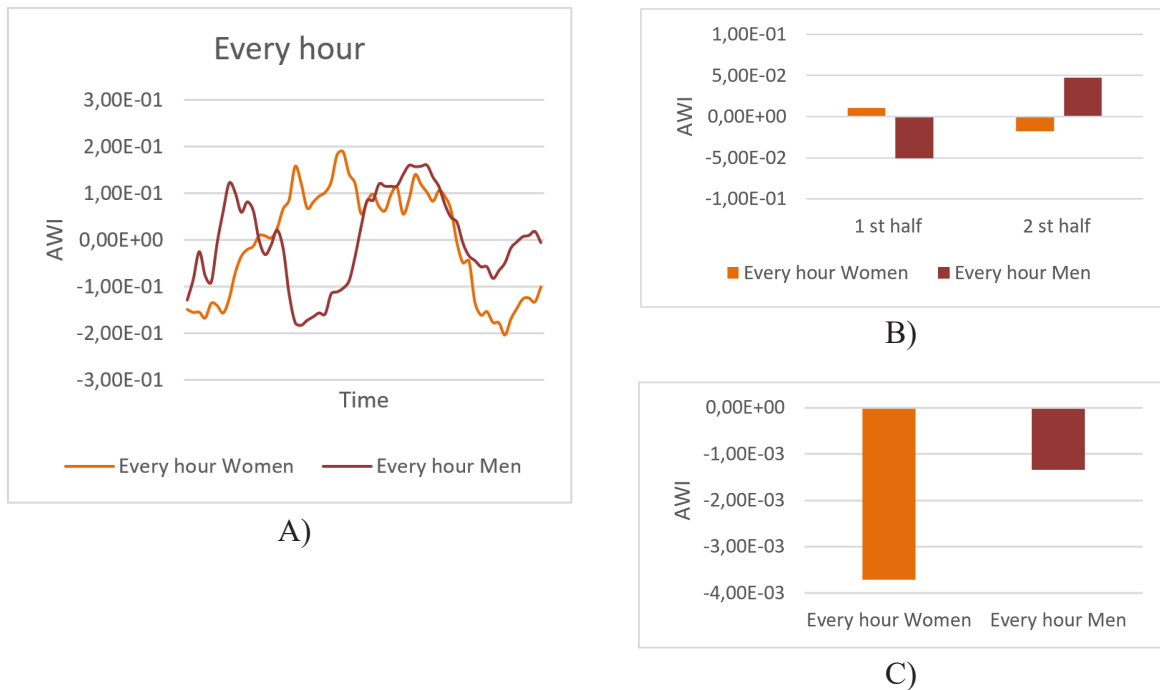 Every hour
3,00E-01
2,00E-01
1,00E-01
0,00E+00
-1,00E-01
-2,00E-01
-3,00E-01
AWI
Time
Every hour Women
Every hour Men
A)
1,00E-01
5,00E-02
0,00E+00
-5,00E-02
-1,00E-01
AWI
1 st half
2 st half
Every hour Women
Every hour Men
B)
0,00E+00
-1,00E-03
-2,00E-03
-3,00E-03
-4,00E-03
AWI
Every hour Women
Every hour Men
C)